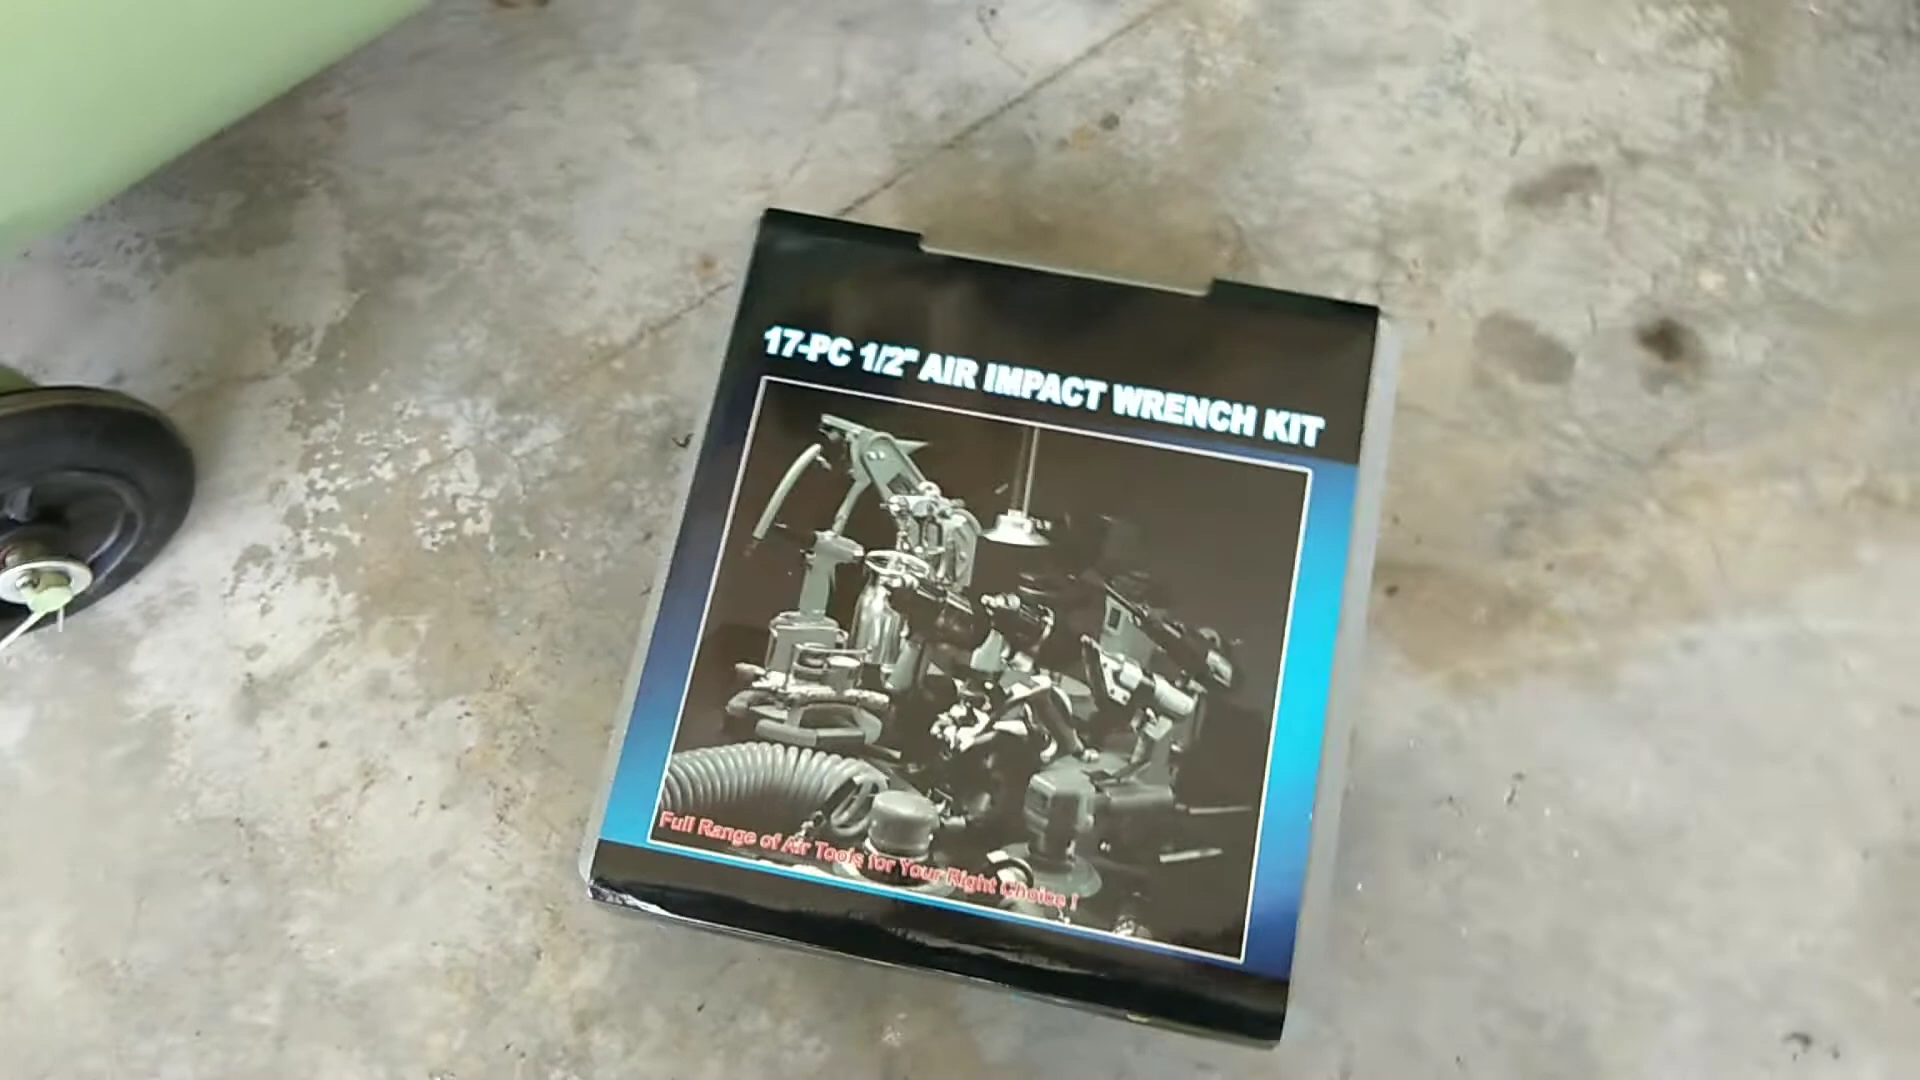 17-PC 1/2" AIR IMPACT WRENCH KIT
Full Range of Air Tools for Your Right Choice !